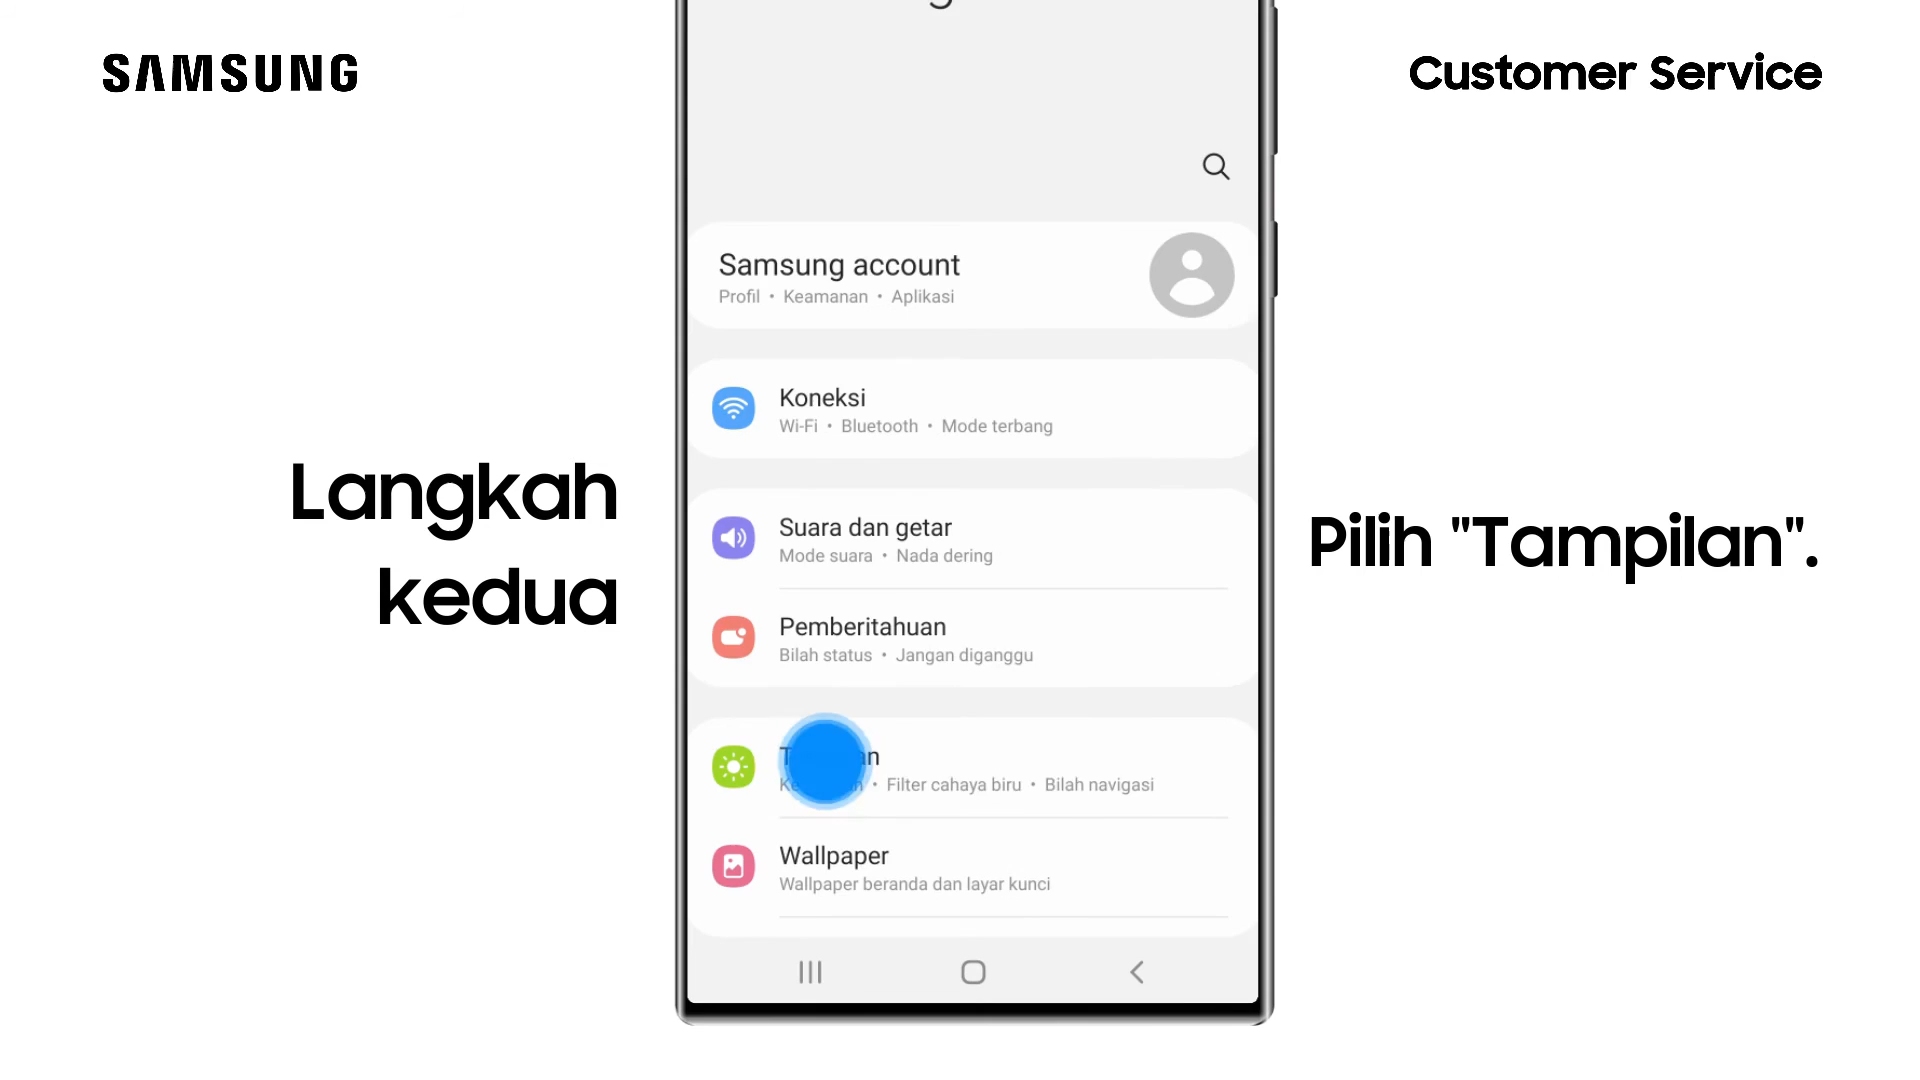 SAMSUNG
Customer Service
Samsung account
Profil • Keamanan • Aplikasi
Koneksi
Wi-Fi • Bluetooth • Mode terbang
Langkah
kedua
Suara dan getar
Mode suara • Nada dering
Pemberitahuan
Bilah status • Jangan diganggu
Filter cahaya biru • Bilah navigasi
Wallpaper
Wallpaper beranda dan layar kunci
Pilih "Tampilan".